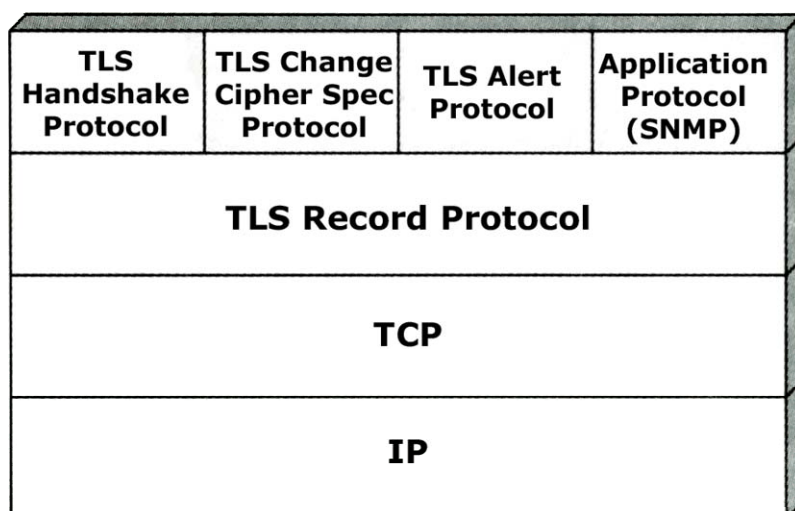 TLS
Handshake
Protocol
TLS Change
Cipher Spec
Protocol
TLS Alert
Protocol
Application
Protocol
(SNMP)
TLS Record Protocol
TCP
IP